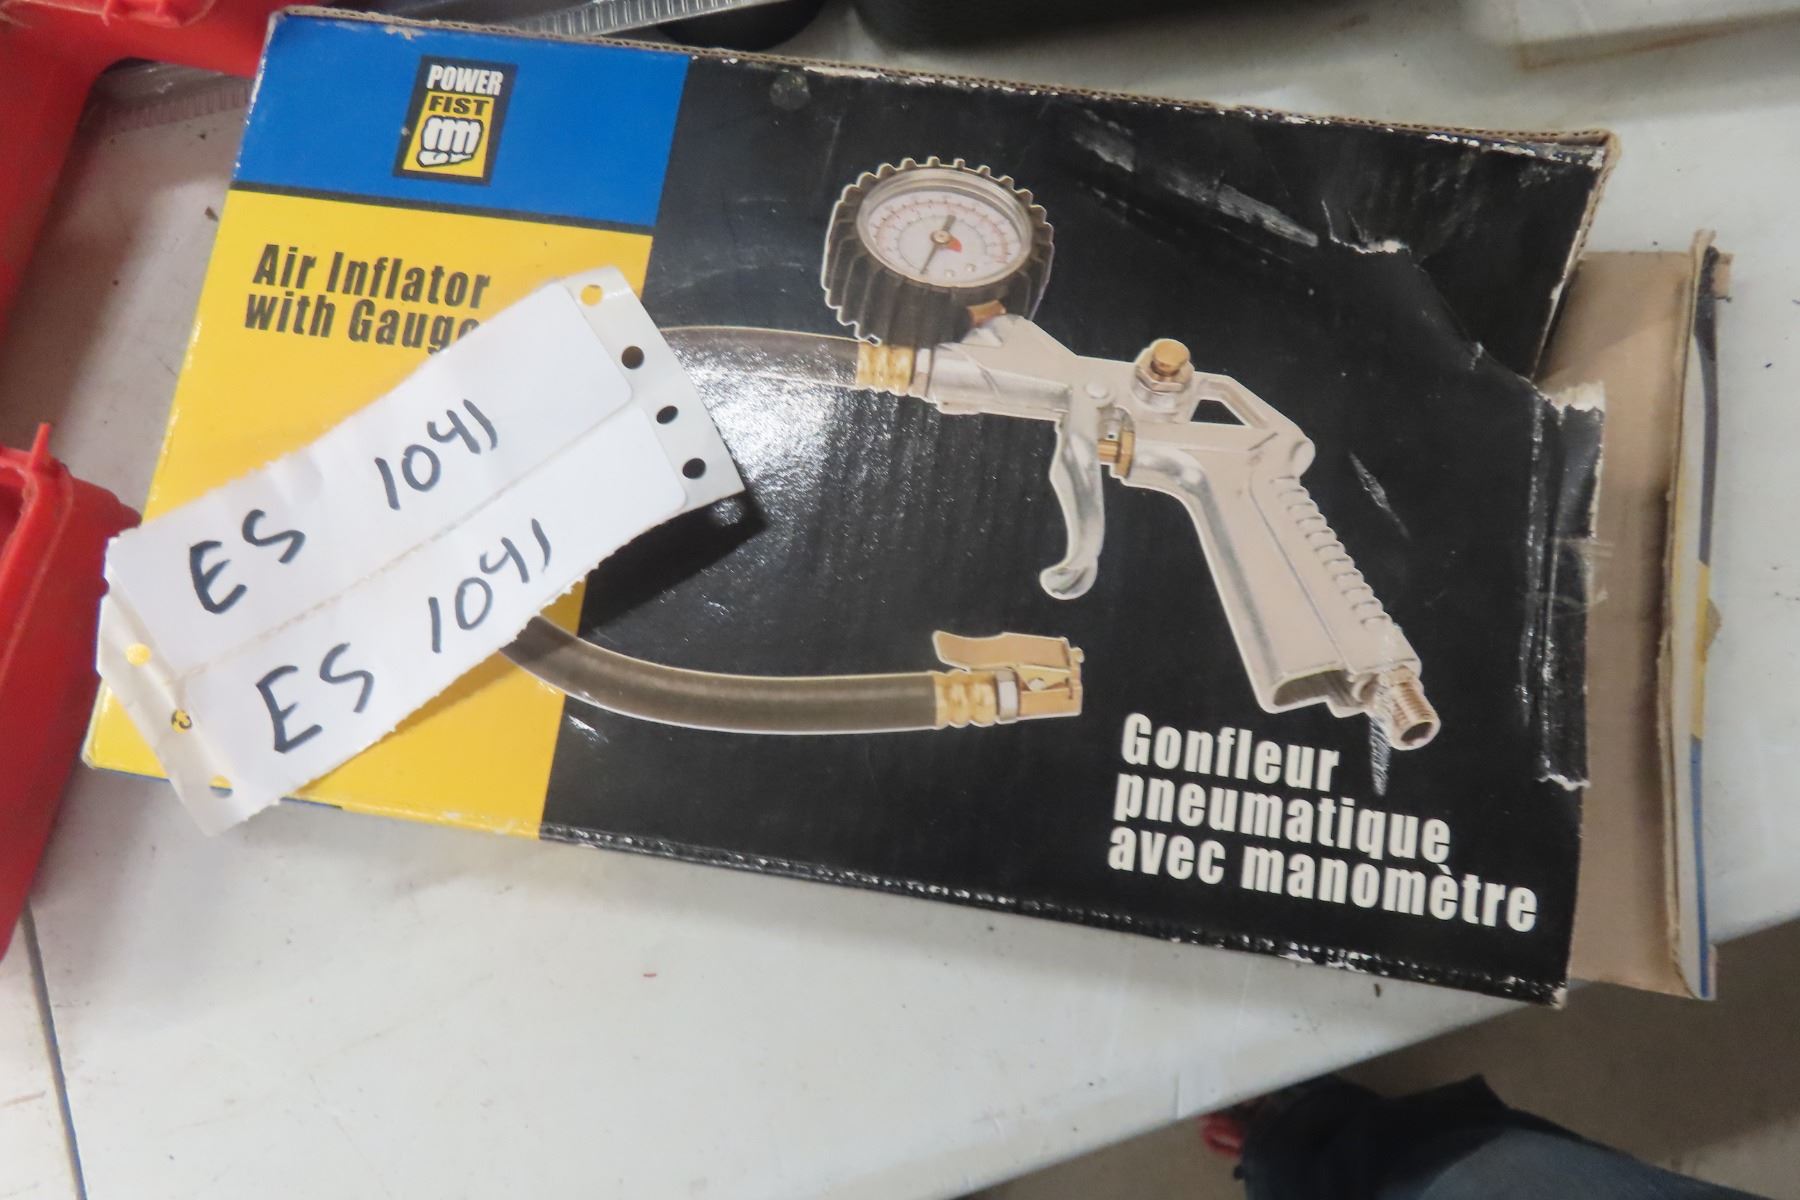 POWER
FIST
Air Inflator
with Gauge
ES 1041
ES 1041
Gonfleur
pneumatique
avec manomètre